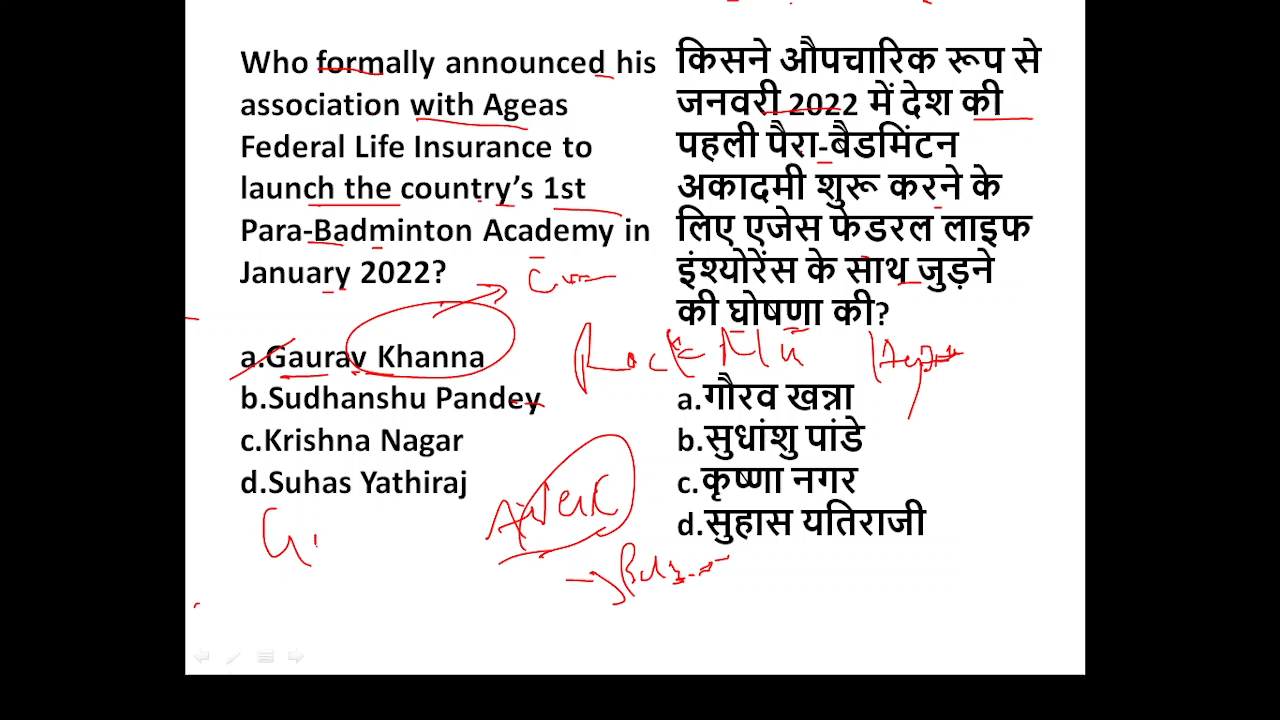 Who formally announced his
association with Ageas
Federal Life Insurance to
launch the country's 1st
Para-Badminton Academy in
January 2022?
a.Gaurav Khanna
b.Sudhanshu Pandey
c.Krishna Nagar
d.Suhas Yathiraj
किसने औपचारिक रूप से
जनवरी 2022 में देश की
पहली पैरा-बैडमिंटन
अकादमी शुरू करने के
लिए एजेस फेडरल लाइफ
इंश्योरेंस के साथ जुड़ने
की घोषणा की?
a.गौरव खन्ना
b.सुधांशु पांडे
c.कृष्णा नगर
d.सुहास यतिराजी